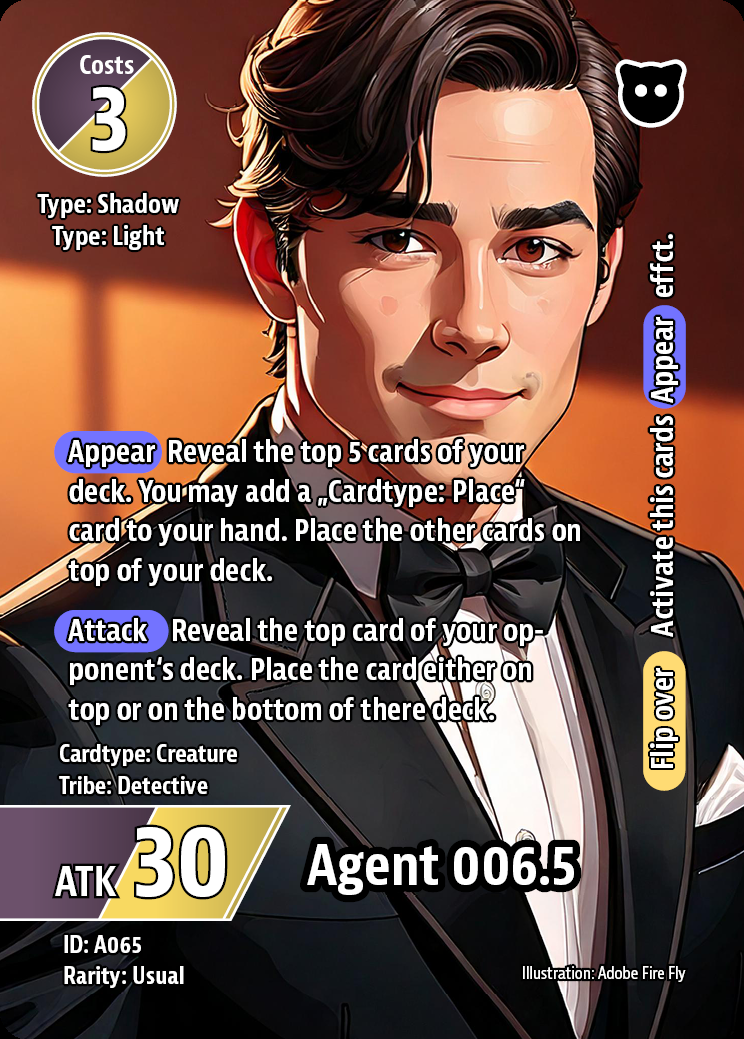 Costs
3
Type: Shadow
Type: Light
Appear Reveal the top 5 cards of your
deck. You may add a „Cardtype: Place“
card to your hand. Place the other cards on
top of your deck.
Attack Reveal the top card of your op-
ponent‘s deck. Place the card either on
top or on the bottom of there deck.
Flip over Activate this cards Appear effct.
Cardtype: Creature
Tribe: Detective
ATK 30
Agent 006.5
ID: A065
Rarity: Usual
Illustration: Adobe Fire Fly